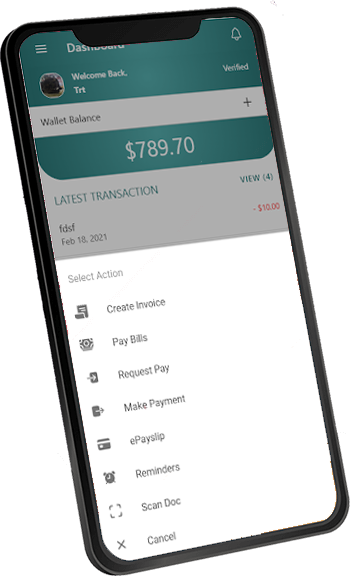 Dashboard
Welcome Back,
Trt
Verified
Wallet Balance
+
$789.70
LATEST TRANSACTION
VIEW (4)
fdsf
Feb 18, 2021
- $10.00
Select Action
Create Invoice
Pay Bills
Request Pay
Make Payment
ePayslip
Reminders
Scan Doc
Cancel